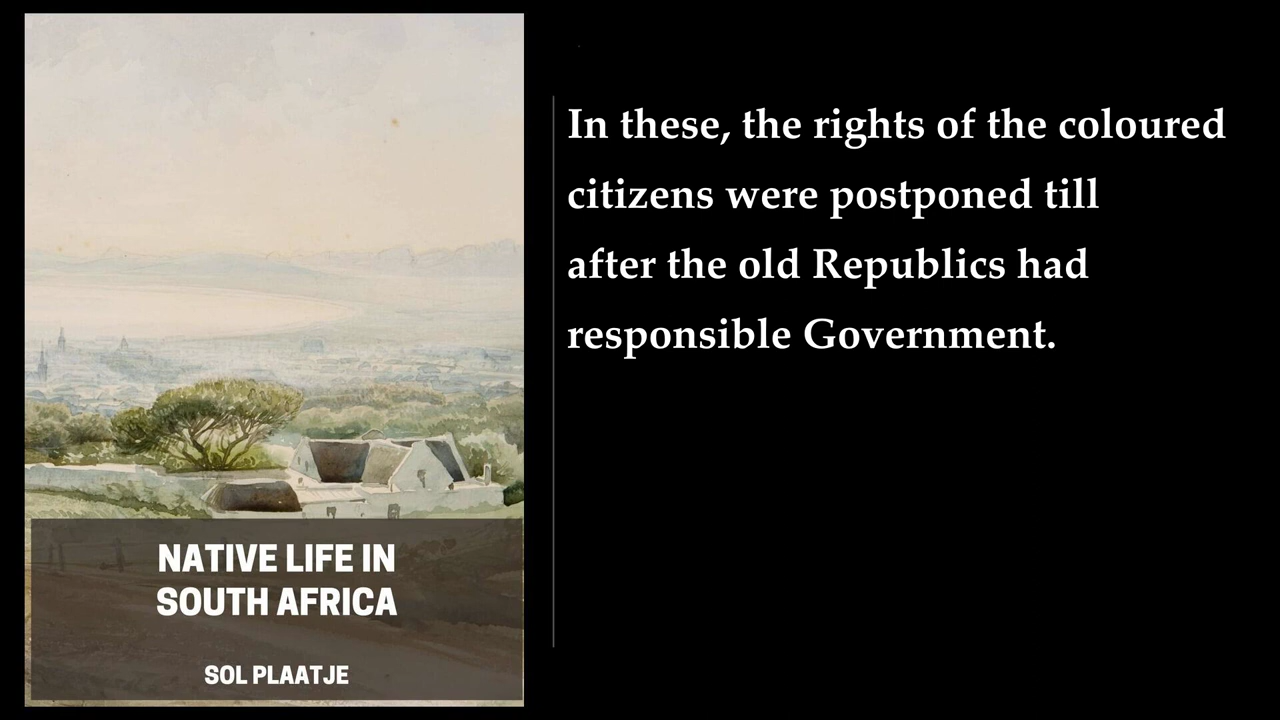 NATIVE LIFE IN
SOUTH AFRICA
SOL PLAATJE
In these, the rights of the coloured
citizens were postponed till
after the old Republics had
responsible Government.